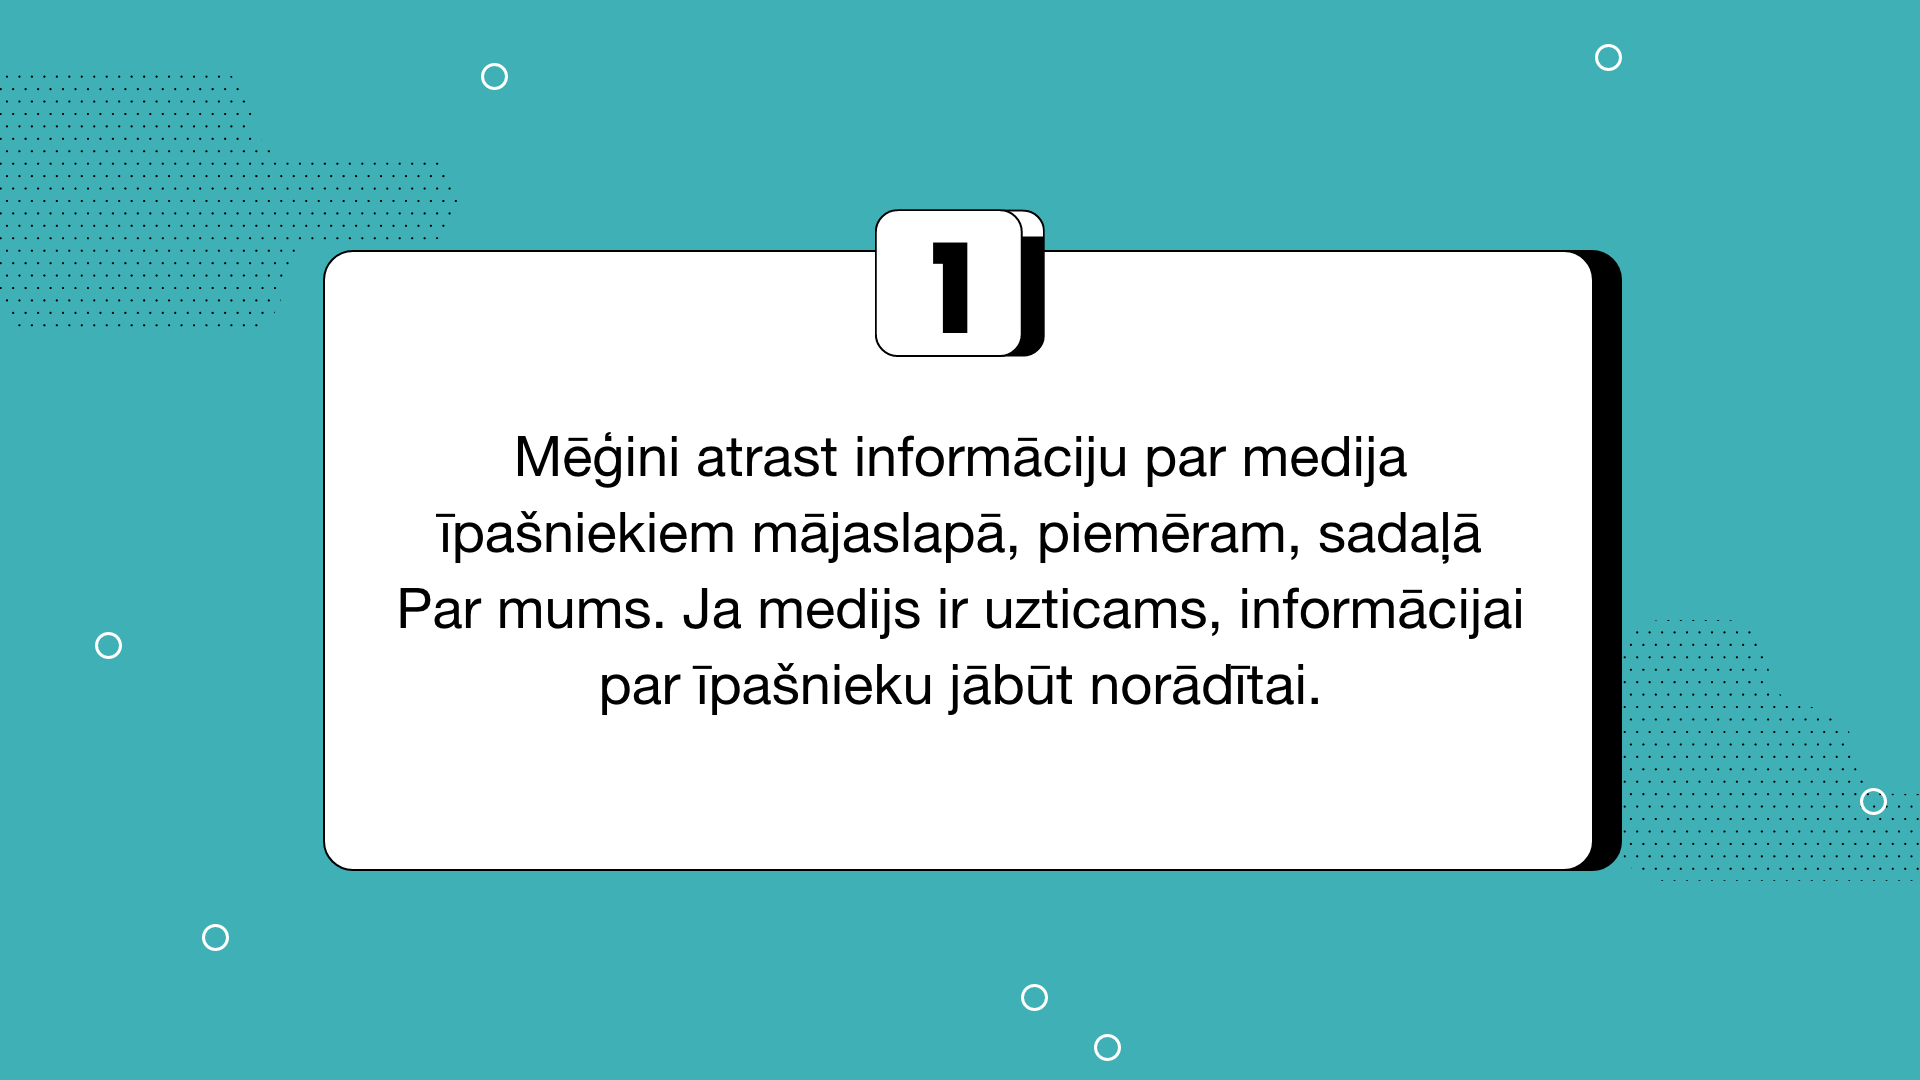 1
Mēģini atrast informāciju par medija
īpašniekiem mājaslapā, piemēram, sadaļā
Par mums. Ja medijs ir uzticams, informācijai
par īpašnieku jābūt norādītai.